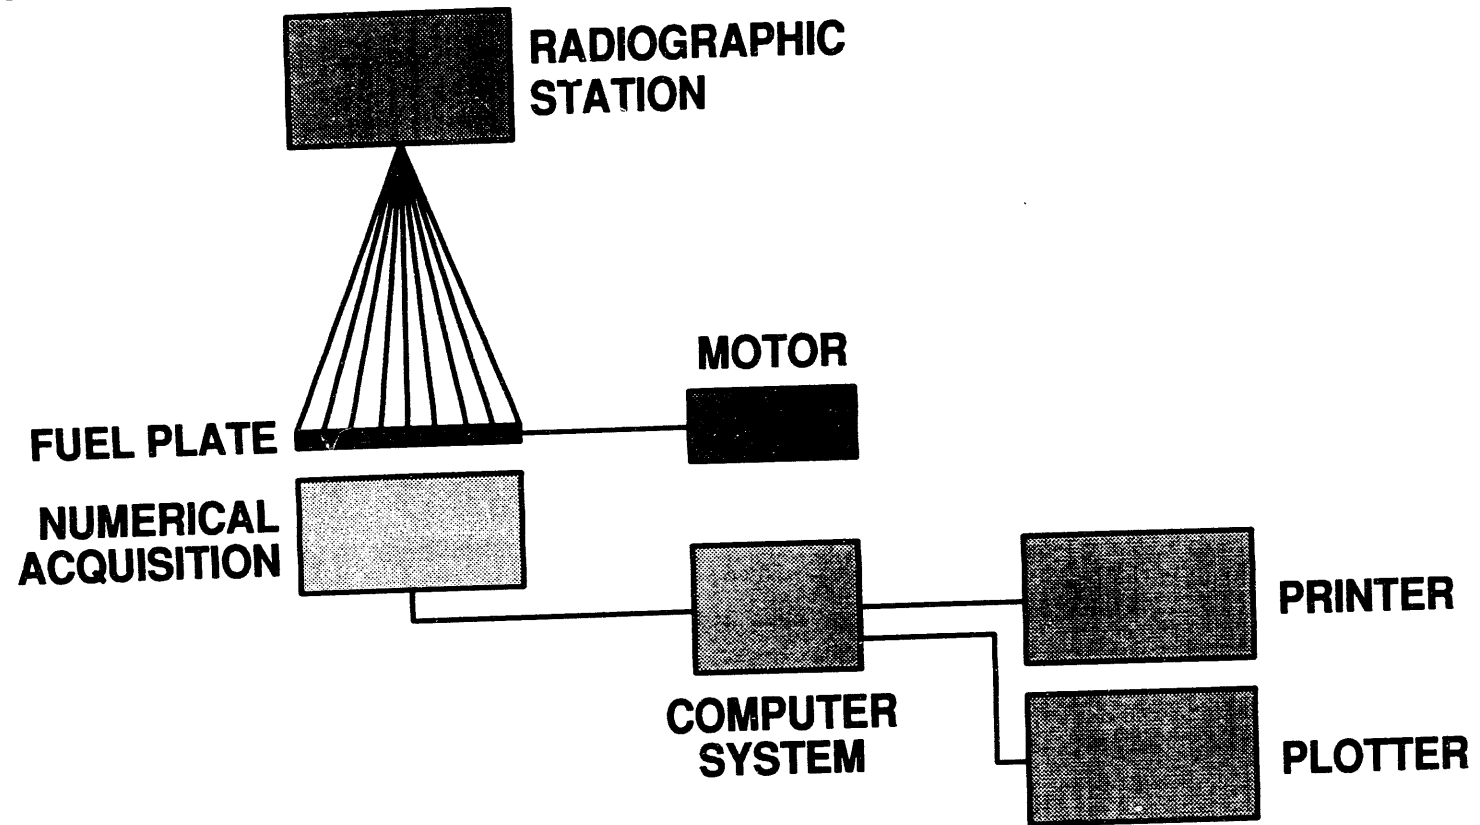 RADIOGRAPHIC
STATION
MOTOR
FUEL PLATE
NUMERICAL
ACQUISITION
PRINTER
COMPUTER
SYSTEM
PLOTTER